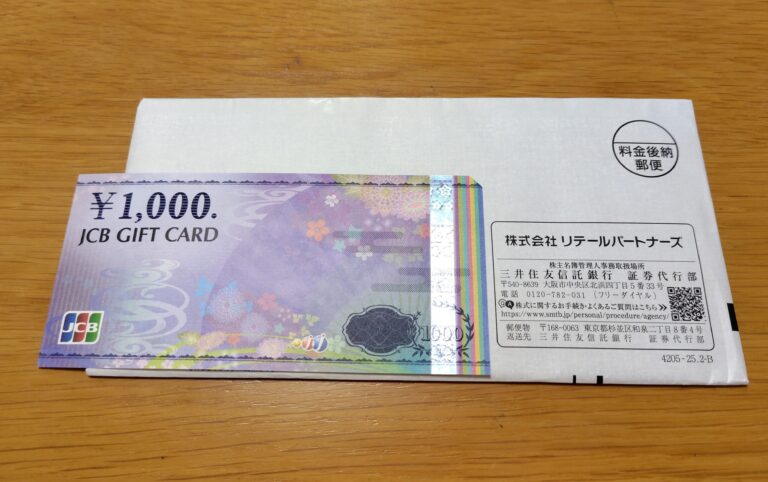 ¥1,000.
JCB GIFT CARD
JCB
1000
料金後納
郵便
株式会社 リテールパートナーズ
株主名簿管理人事務取扱場所
三井住友信託銀行 証券代行部
〒540-8639 大阪市中央区北浜四丁目5番33号
電話 0120-782-031 (フリーダイヤル)
Q A 株式に関するお手続き・よくあるご質問はこちら
https://www.smtb.jp/personal/procedure/agency/
郵便物 〒168-0063 東京都杉並区和泉二丁目8番4号
返送先 三井住友信託銀行 証券代行部
4205-25.2-B